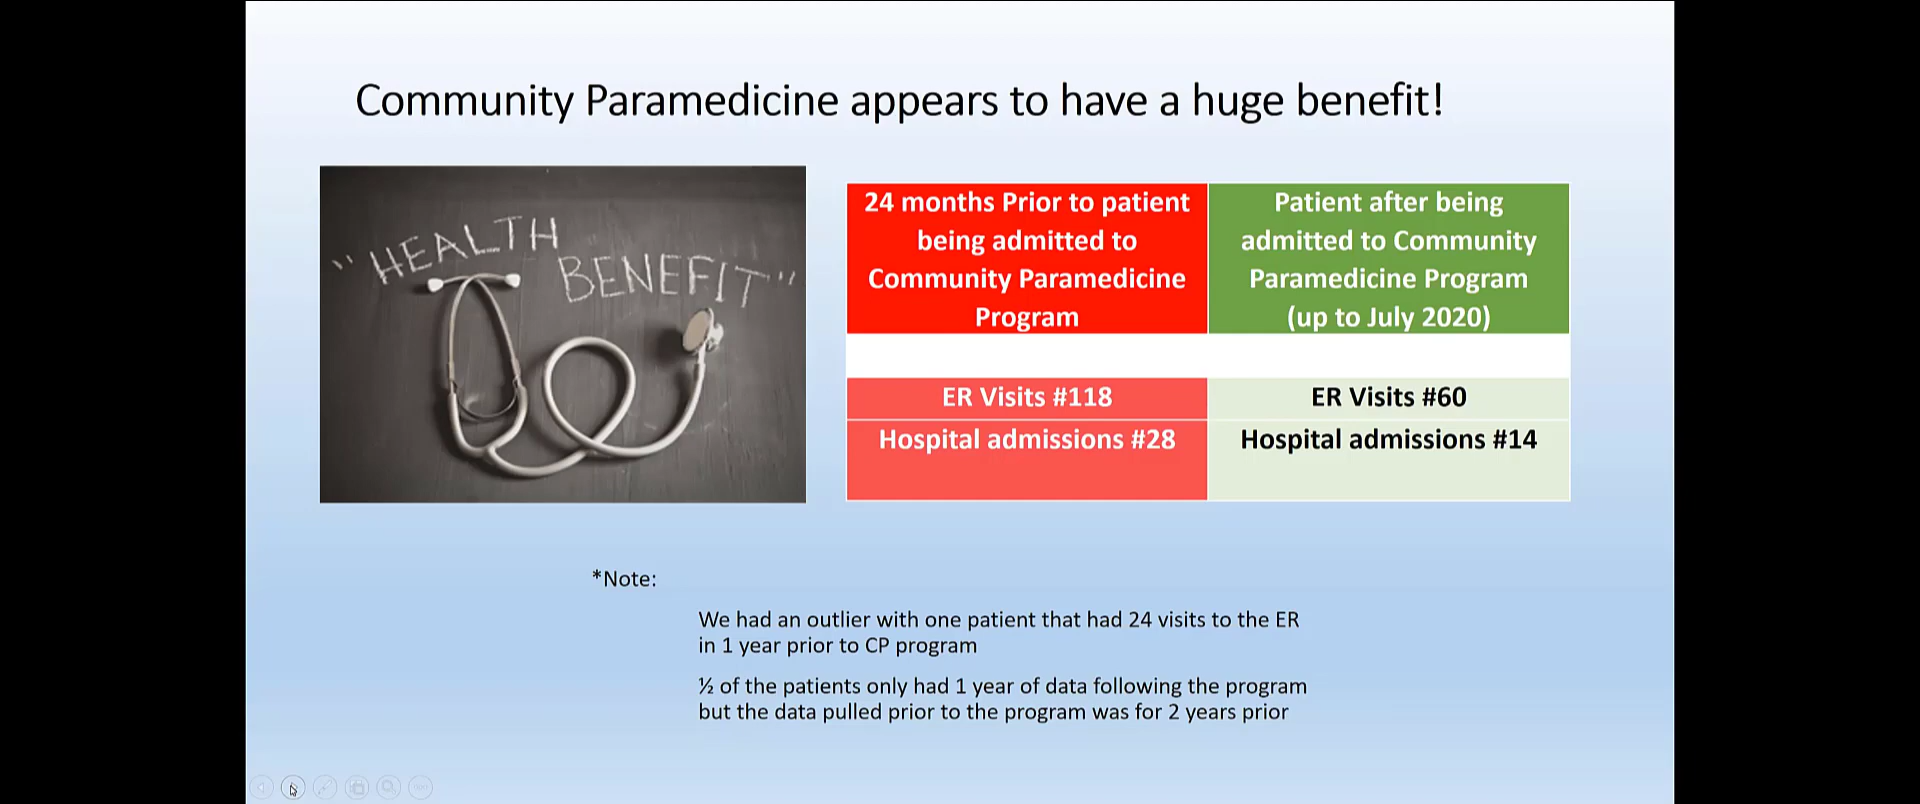 Community Paramedicine appears to have a huge benefit!
"HEALTH
BENEFIT"
24 months Prior to patient
being admitted to
Community Paramedicine
Program
Patient after being
admitted to Community
Paramedicine Program
(up to July 2020)
ER Visits #118
ER Visits #60
Hospital admissions #28
Hospital admissions #14
*Note:
We had an outlier with one patient that had 24 visits to the ER
in 1 year prior to CP program
½ of the patients only had 1 year of data following the program
but the data pulled prior to the program was for 2 years prior